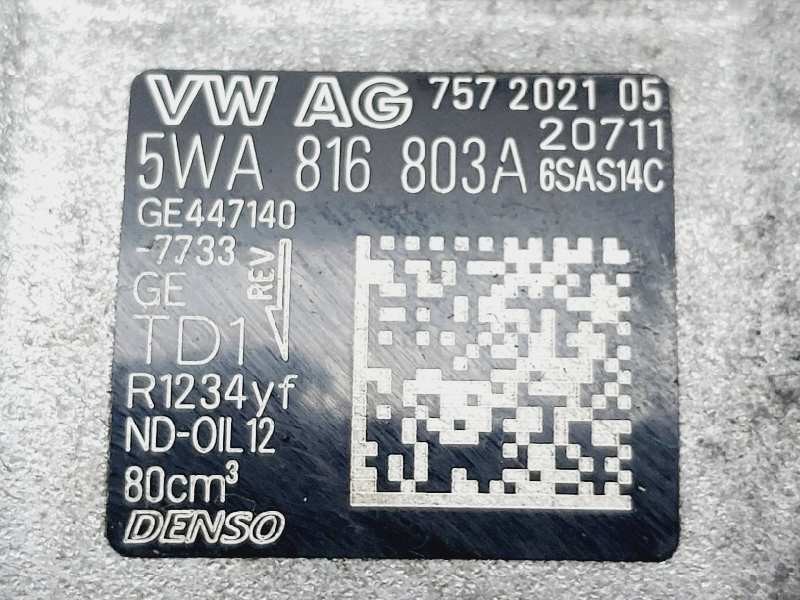 VW AG 757 2021 05
20711
5WA 816 803A 6SAS14C
GE447140
-7733
GE
REV
TD1
R1234yf
ND-OIL12
80cm³
DENSO